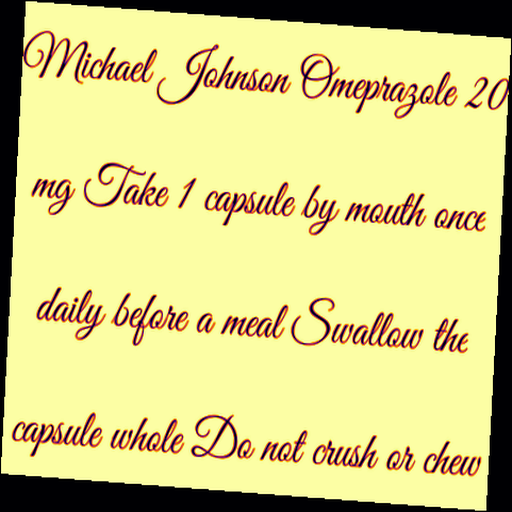 Michael Johnson Omeprazole 20
mg Take 1 capsule by mouth once
daily before a meal Swallow the
capsule whole Do not crush or chew